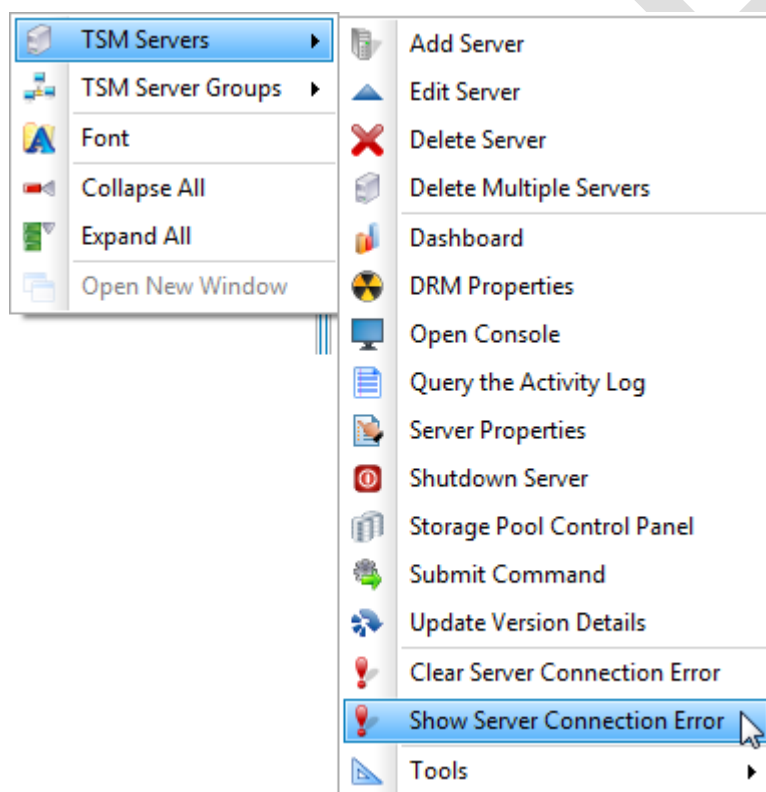 TSM Servers
TSM Server Groups
Font
Collapse All
Expand All
Open New Window
Add Server
Edit Server
Delete Server
Delete Multiple Servers
Dashboard
DRM Properties
Open Console
Query the Activity Log
Server Properties
Shutdown Server
Storage Pool Control Panel
Submit Command
Update Version Details
Clear Server Connection Error
Show Server Connection Error
Tools